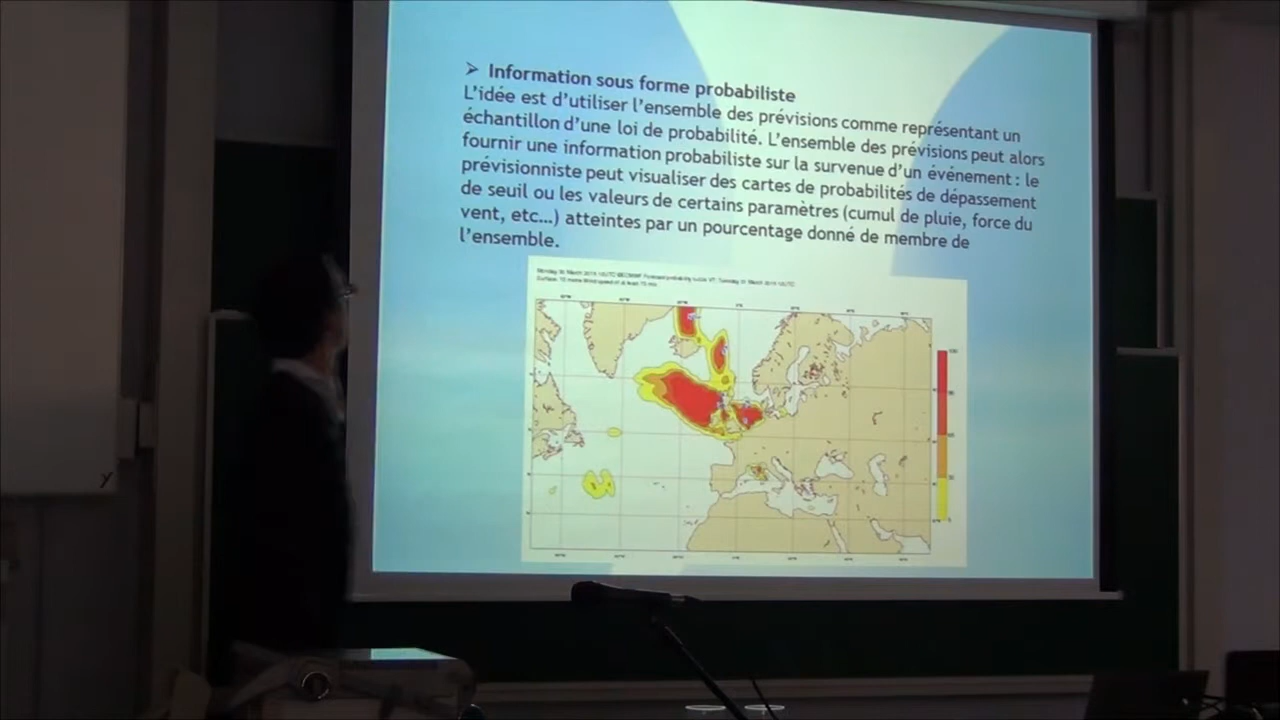 ➢ Information sous forme probabiliste
L'idée est d'utiliser l'ensemble des prévisions comme représentant un
échantillon d'une loi de probabilité. L'ensemble des prévisions peut alors
fournir une information probabiliste sur la survenue d'un événement : le
prévisionniste peut visualiser des cartes de probabilités de dépassement
de seuil ou les valeurs de certains paramètres (cumul de pluie, force du
vent, etc…) atteintes par un pourcentage donné de membre de
l'ensemble.